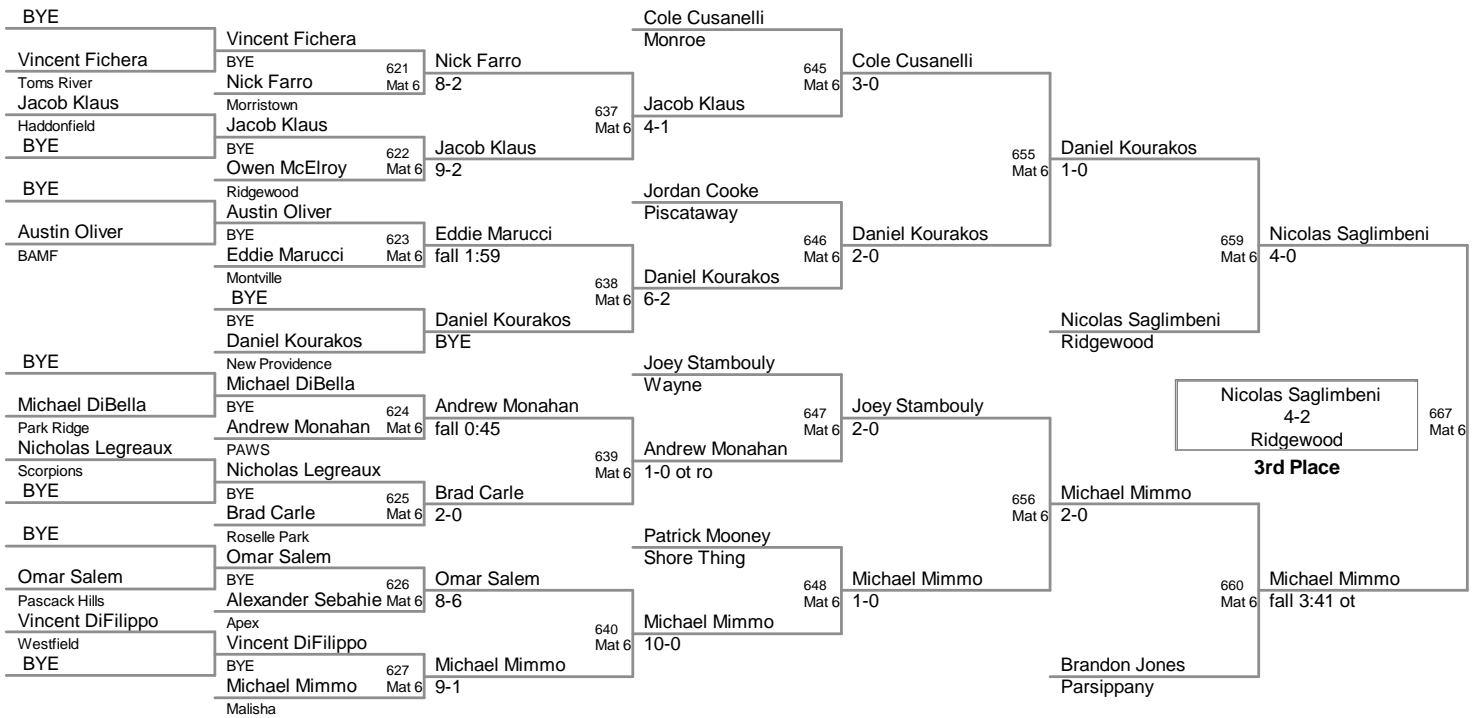 BYE
Vincent Fichera
Toms River
Jacob Klaus
Haddonfield
BYE
BYE
Austin Oliver
BAMF
BYE
Michael DiBella
Park Ridge
Nicholas Legreaux
Scorpions
BYE
BYE
Omar Salem
Pascack Hills
Vincent DiFilippo
Westfield
BYE
Vincent Fichera
BYE
621
Nick Farro
Mat 6
Morristown
Jacob Klaus
BYE
622
Owen McElroy
Mat 6
Ridgewood
Austin Oliver
BYE
623
Eddie Marucci
Mat 6
Montville
BYE
BYE
Daniel Kourakos
New Providence
Michael DiBella
BYE
624
Andrew Monahan
Mat 6
PAWS
Nicholas Legreaux
BYE
625
Brad Carle
Mat 6
Roselle Park
Omar Salem
BYE
626
Alexander Sebahie
Mat 6
Apex
Vincent DiFilippo
BYE
627
Michael Mimmo
Mat 6
Malisha
Nick Farro
8-2
637
Mat 6
Jacob Klaus
9-2
Eddie Marucci
fall 1:59
638
Mat 6
Daniel Kourakos
BYE
Andrew Monahan
fall 0:45
639
Mat 6
Brad Carle
2-0
Omar Salem
8-6
640
Mat 6
Michael Mimmo
9-1
Cole Cusanelli
Monroe
645
Mat 6
Jacob Klaus
4-1
Jordan Cooke
Piscataway
646
Mat 6
Daniel Kourakos
6-2
Joey Stambouly
Wayne
647
Mat 6
Andrew Monahan
1-0 ot ro
Patrick Mooney
Shore Thing
648
Mat 6
Michael Mimmo
10-0
Cole Cusanelli
3-0
655
Mat 6
Daniel Kourakos
2-0
Joey Stambouly
2-0
656
Mat 6
Michael Mimmo
1-0
Daniel Kourakos
1-0
659
Mat 6
Nicolas Saglimbeni
Ridgewood
Michael Mimmo
2-0
660
Mat 6
Brandon Jones
Parsippany
Nicolas Saglimbeni
4-0
Nicolas Saglimbeni
4-2
Ridgewood
667
Mat 6
3rd Place
Michael Mimmo
fall 3:41 ot